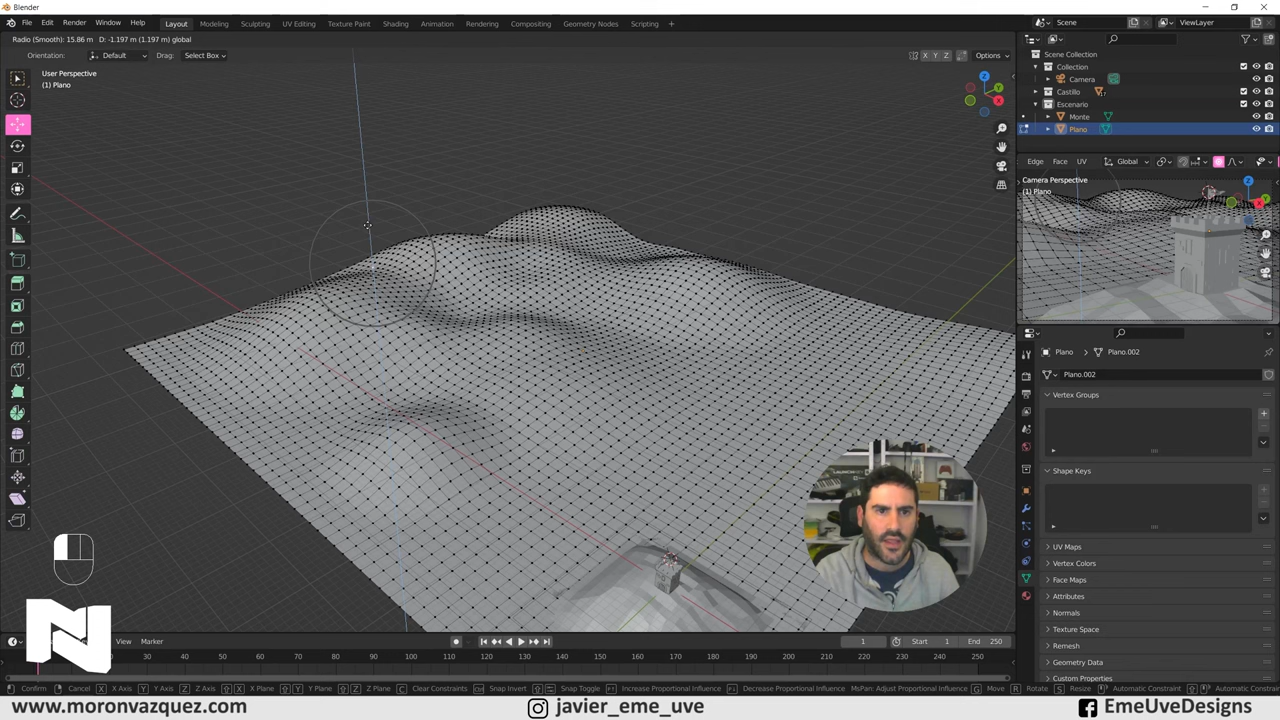 Blender
File Edit Render Window Help Layout Modeling Sculpting UV Editing Texture Paint Shading Animation Rendering Compositing Geometry Nodes Scripting + Scene ViewLayer
Radio (Smooth): 15.86 m D: -1.197 m (1.197 m) global
Orientation: Default Drag: Select Box X Y Z Options
User Perspective
(1) Plano
Scene Collection
Collection
Camera
Castillo
Escenario
Monte
Plano
Edge Face UV Global
Camera Perspective
(1) Plano
Plano > Plano.002
Plano.002
Vertex Groups
Shape Keys
UV Maps
Vertex Colors
Face Maps
Attributes
Normals
Texture Space
Remesh
Geometry Data
Custom Properties
View Marker 1 Start 1 End 250
10 20 30 40 50 60 70 80 90 100 110 120 130 140 150 160 170 180 190 200 210 220 230 240 250
Confirm Cancel X X Axis Y Y Axis Z Z Axis X X Plane Y Y Plane Z Z Plane C Clear Constraints Snap Invert Snap Toggle Increase Proportional Influence Decrease Proportional Influence MsPan: Adjust Proportional Influence G Move R Rotate S Resize Automatic Constraint Automatic Constraint
www.moronvazquez.com javier_eme_uve EmeUveDesigns